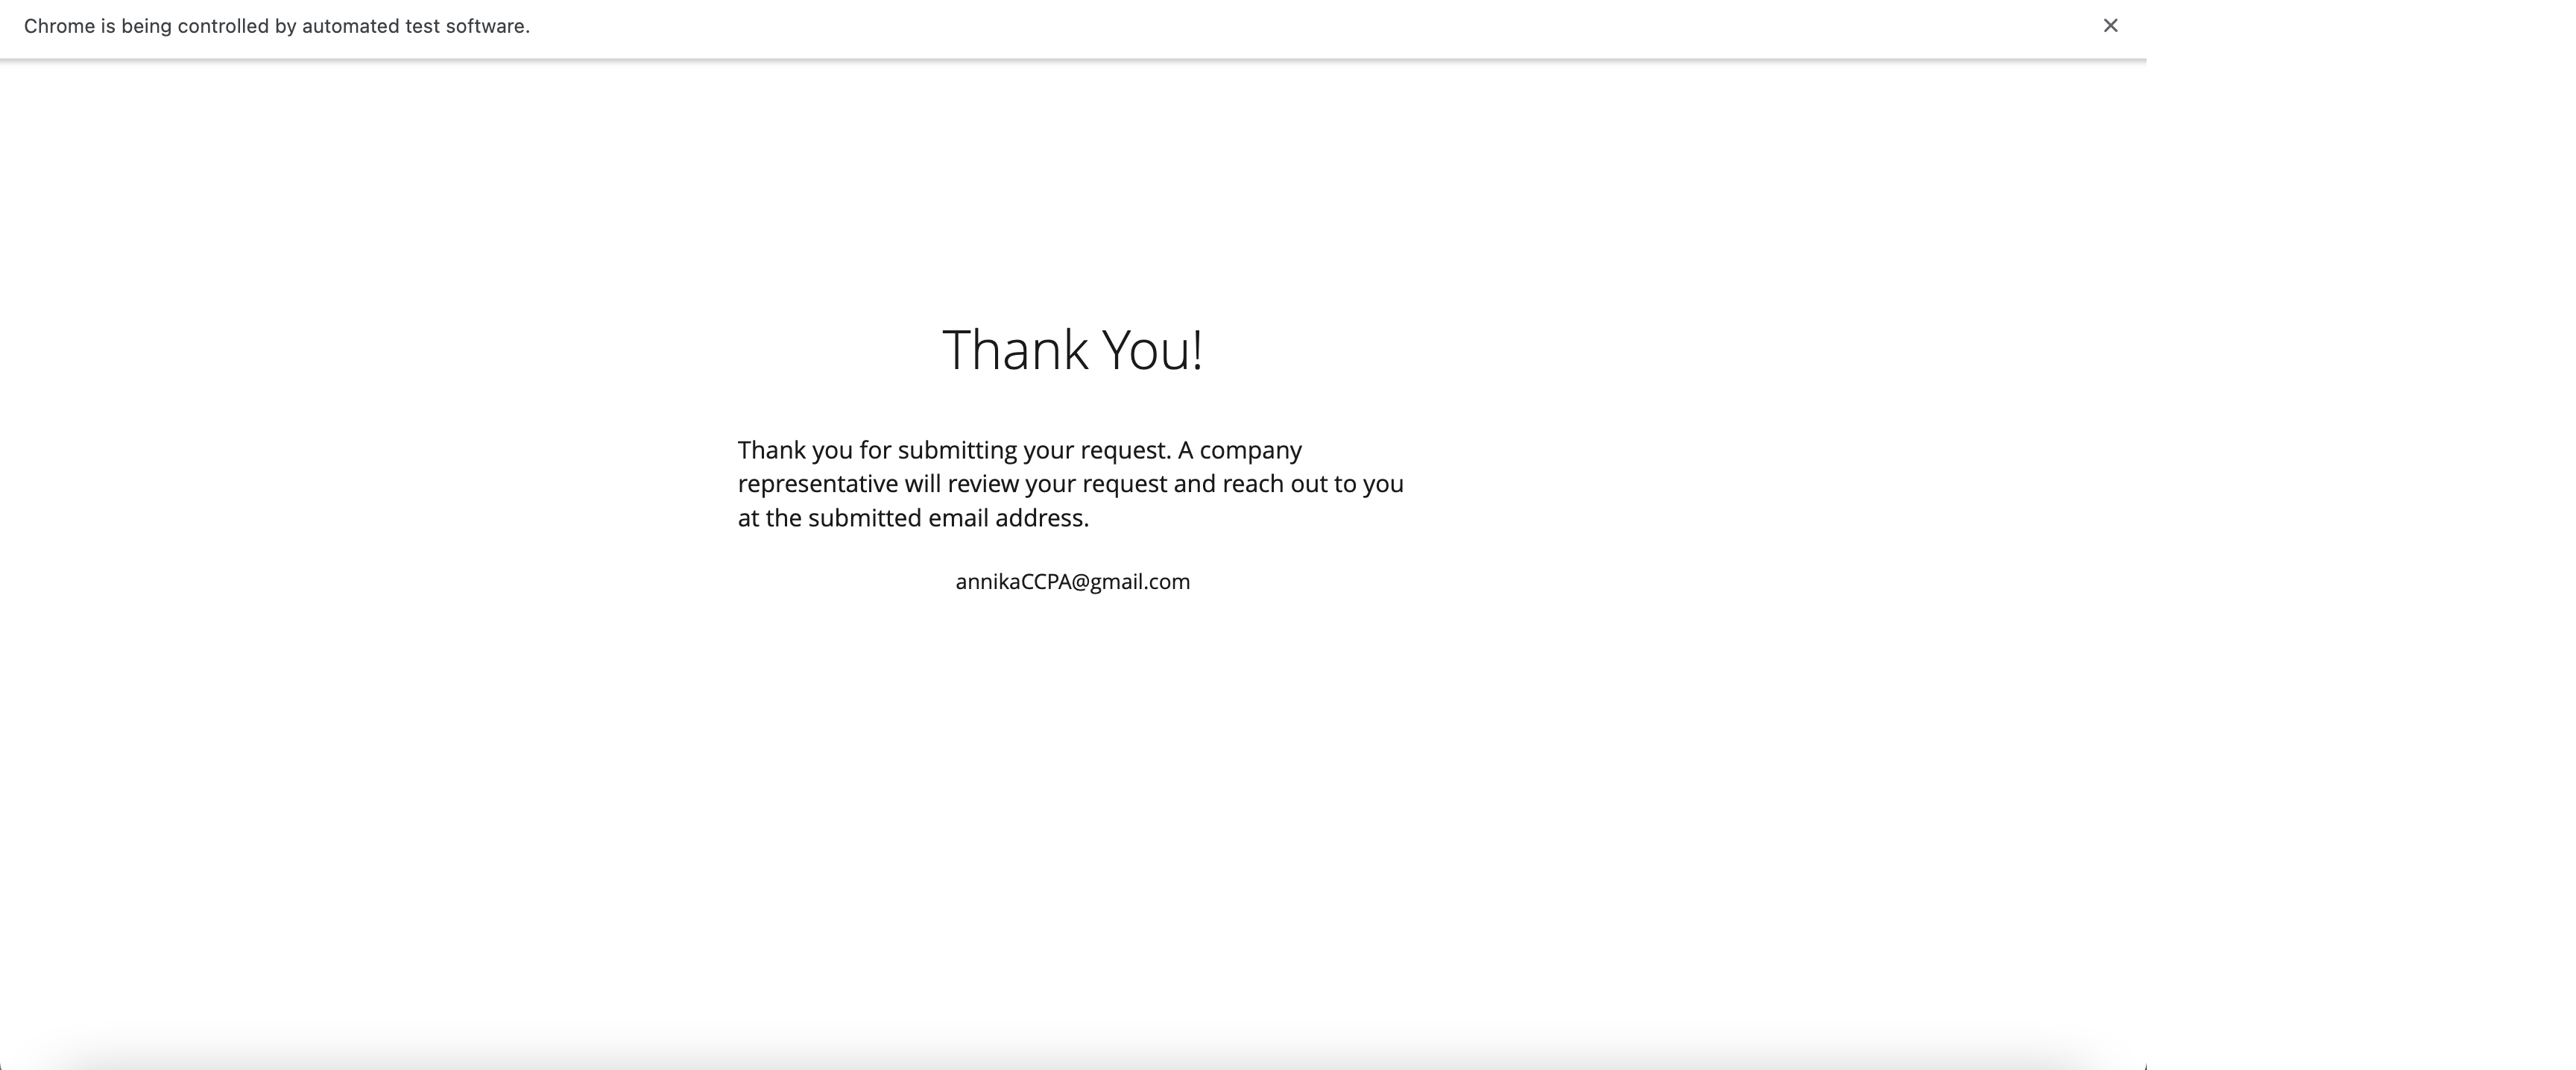 Chrome is being controlled by automated test software.
Thank You!
Thank you for submitting your request. A company
representative will review your request and reach out to you
at the submitted email address.
annikaCCPA@gmail.com